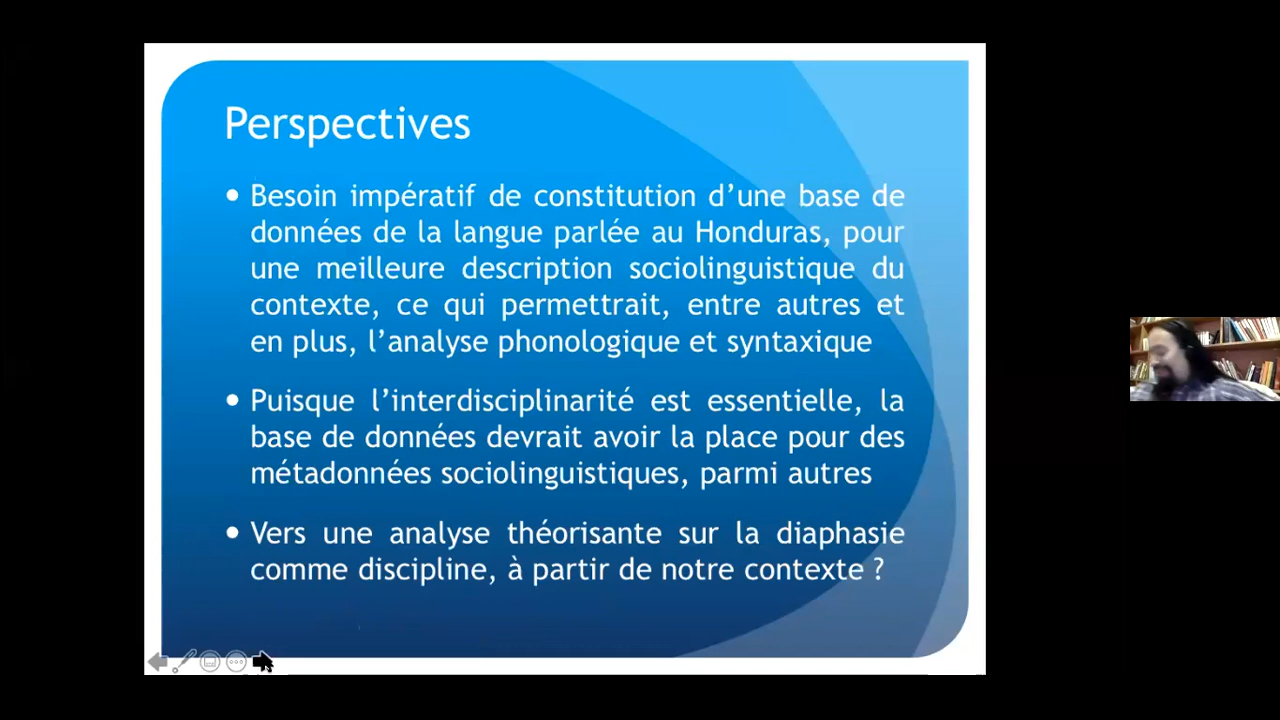 Perspectives
• Besoin impératif de constitution d’une base de
données de la langue parlée au Honduras, pour
une meilleure description sociolinguistique du
contexte, ce qui permettrait, entre autres et
en plus, l’analyse phonologique et syntaxique
• Puisque l’interdisciplinarité est essentielle, la
base de données devrait avoir la place pour des
métadonnées sociolinguistiques, parmi autres
• Vers une analyse théorisante sur la diaphasie
comme discipline, à partir de notre contexte ?